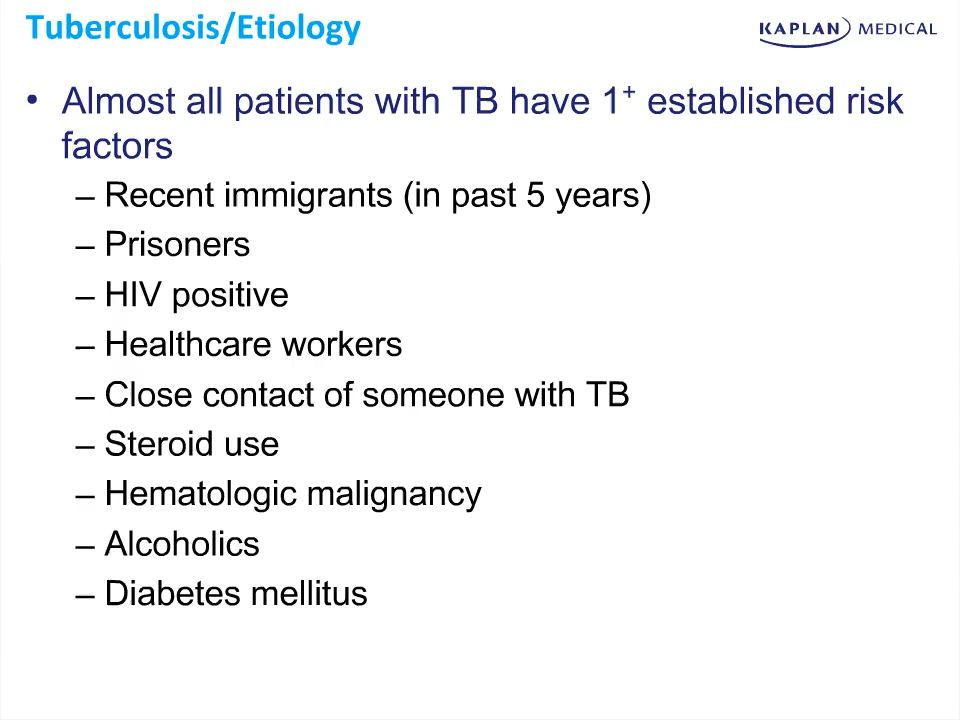 Tuberculosis/Etiology
KAPLAN MEDICAL
• Almost all patients with TB have 1⁺ established risk
factors
– Recent immigrants (in past 5 years)
– Prisoners
– HIV positive
– Healthcare workers
– Close contact of someone with TB
– Steroid use
– Hematologic malignancy
– Alcoholics
– Diabetes mellitus